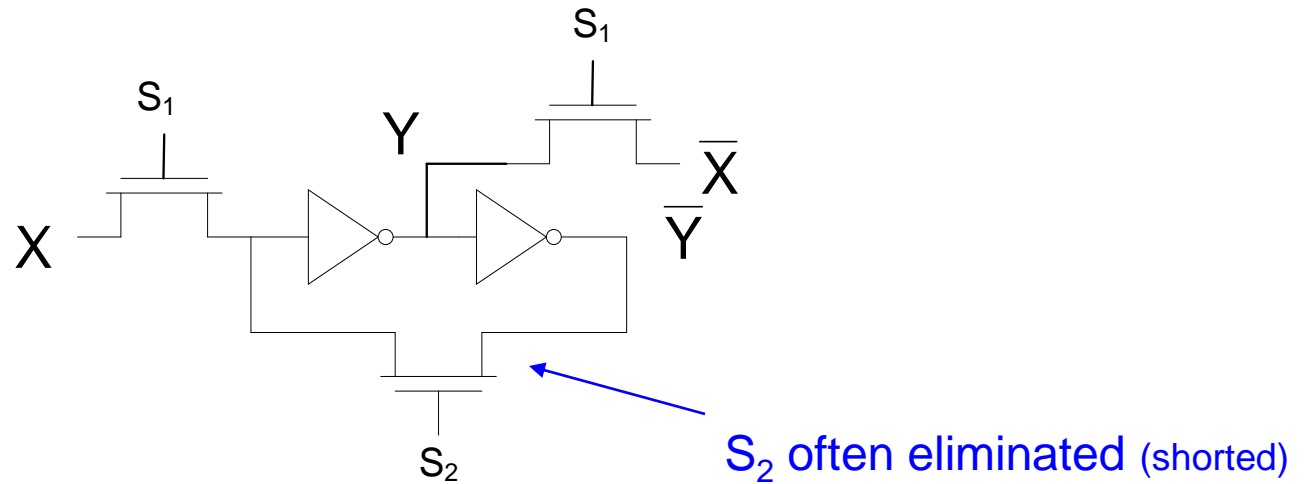 S₁
S₁
Y
X̅
X
Y̅
S₂
S₂ often eliminated (shorted)